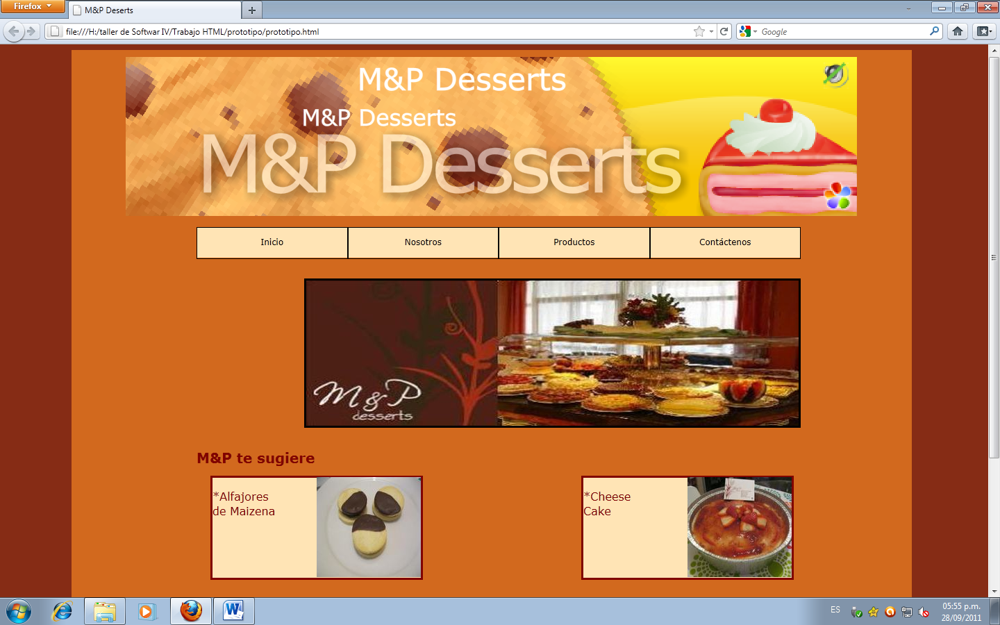 Firefox
M&P Deserts
file:///H:/taller de Softwar IV/Trabajo HTML/prototipo/prototipo.html
Google
M&P Desserts
M&P Desserts
M&P Desserts
Inicio
Nosotros
Productos
Contáctenos
M & P
desserts
M&P te sugiere
*Alfajores
de Maizena
*Cheese
Cake
ES
05:55 p.m.
28/09/2011